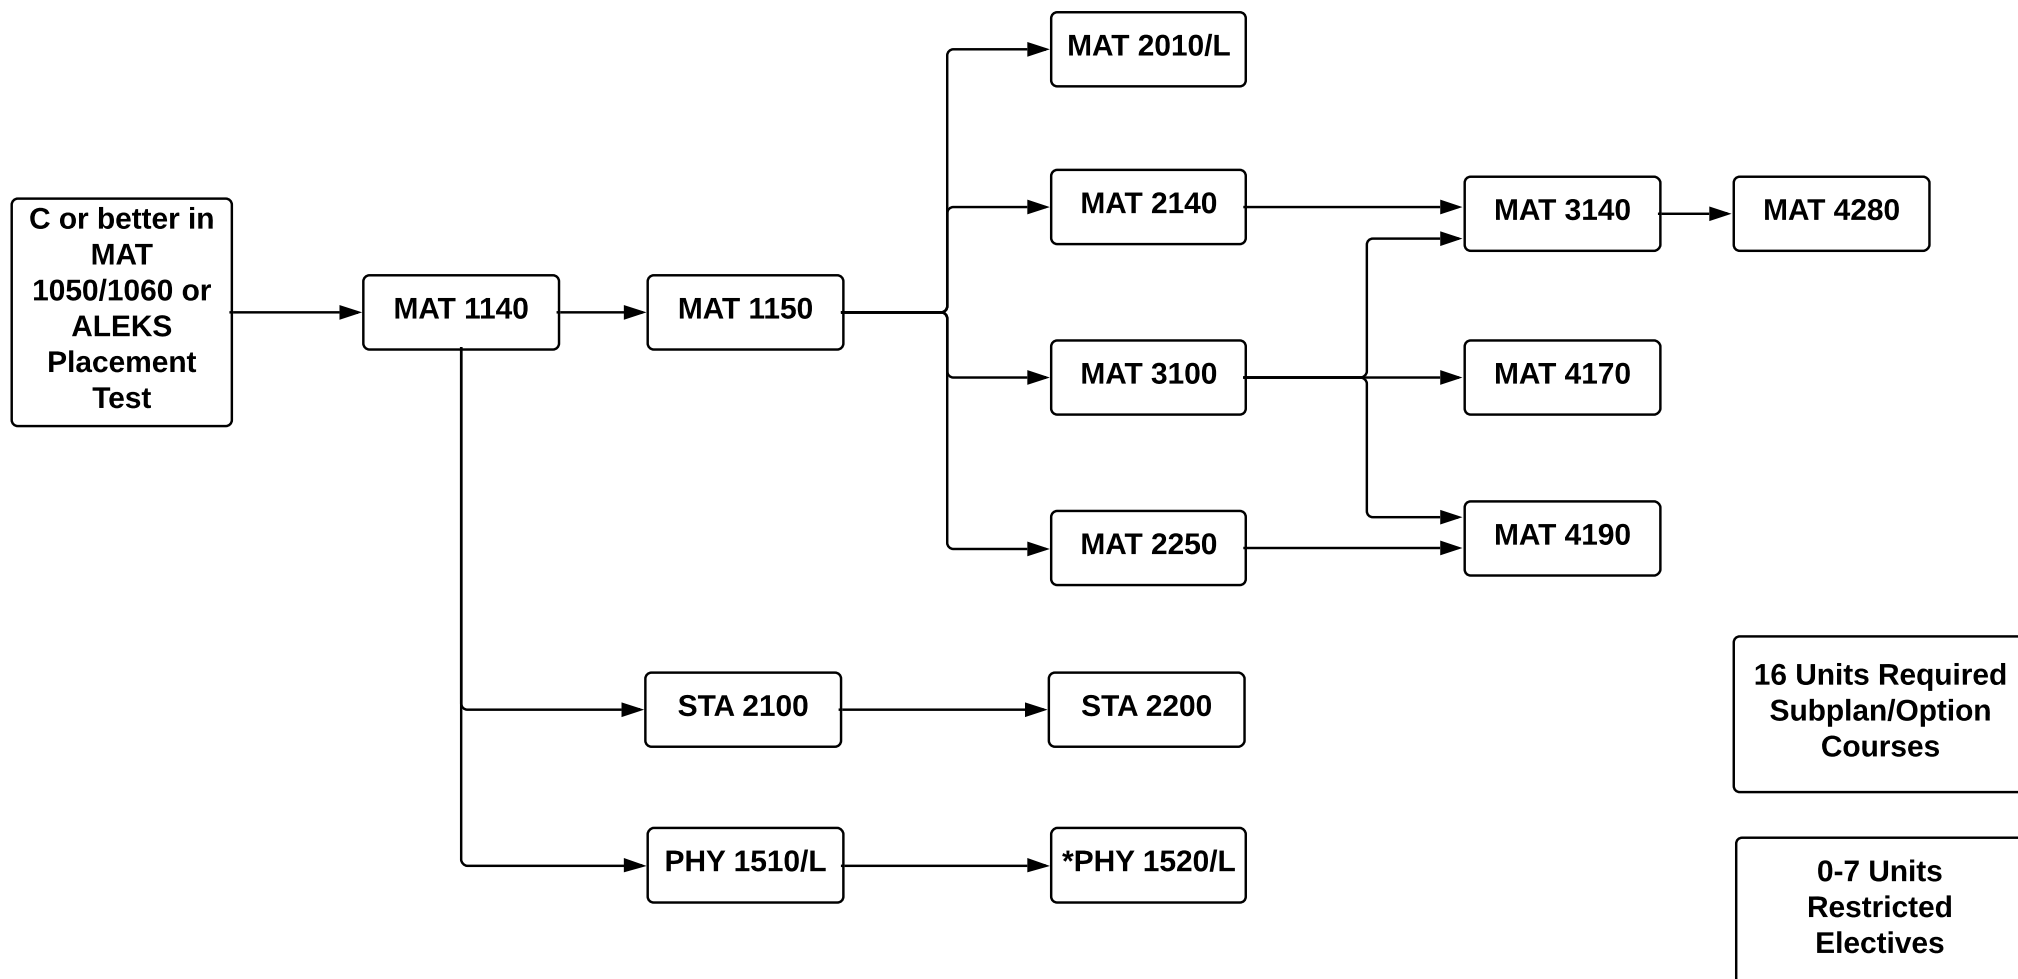 MAT 2010/L
C or better in
MAT
1050/1060 or
ALEKS
Placement
Test
MAT 1140
MAT 1150
MAT 2140
MAT 3140
MAT 4280
MAT 3100
MAT 4170
MAT 2250
MAT 4190
STA 2100
STA 2200
16 Units Required
Subplan/Option
Courses
PHY 1510/L
*PHY 1520/L
0-7 Units
Restricted
Electives